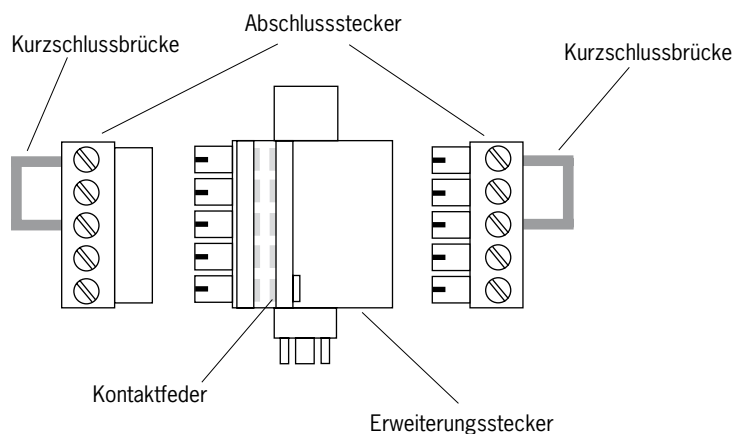 Abschlussstecker
Kurzschlussbrücke
Kurzschlussbrücke
Kontaktfeder
Erweiterungsstecker